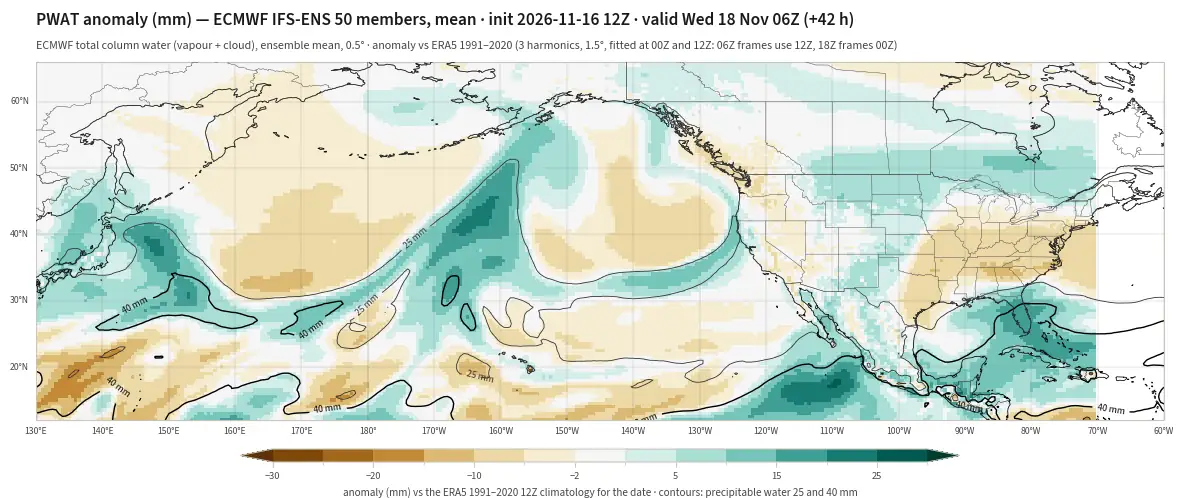 PWAT anomaly (mm) — ECMWF IFS-ENS 50 members, mean · init 2026-11-16 12Z · valid Wed 18 Nov 06Z (+42 h)
ECMWF total column water (vapour + cloud), ensemble mean, 0.5° · anomaly vs ERA5 1991–2020 (3 harmonics, 1.5°, fitted at 00Z and 12Z: 06Z frames use 12Z, 18Z frames 00Z)
60°N
50°N
40°N
25 mm
30°N
40 mm
25 mm
40 mm
20°N
25 mm
40 mm
40 mm
mm
40 mm
40 mm
130°E 140°E 150°E 160°E 170°E 180° 170°W 160°W 150°W 140°W 130°W 120°W 110°W 100°W 90°W 80°W 70°W 60°W
−30 −20 −10 −2 5 15 25
anomaly (mm) vs the ERA5 1991–2020 12Z climatology for the date · contours: precipitable water 25 and 40 mm